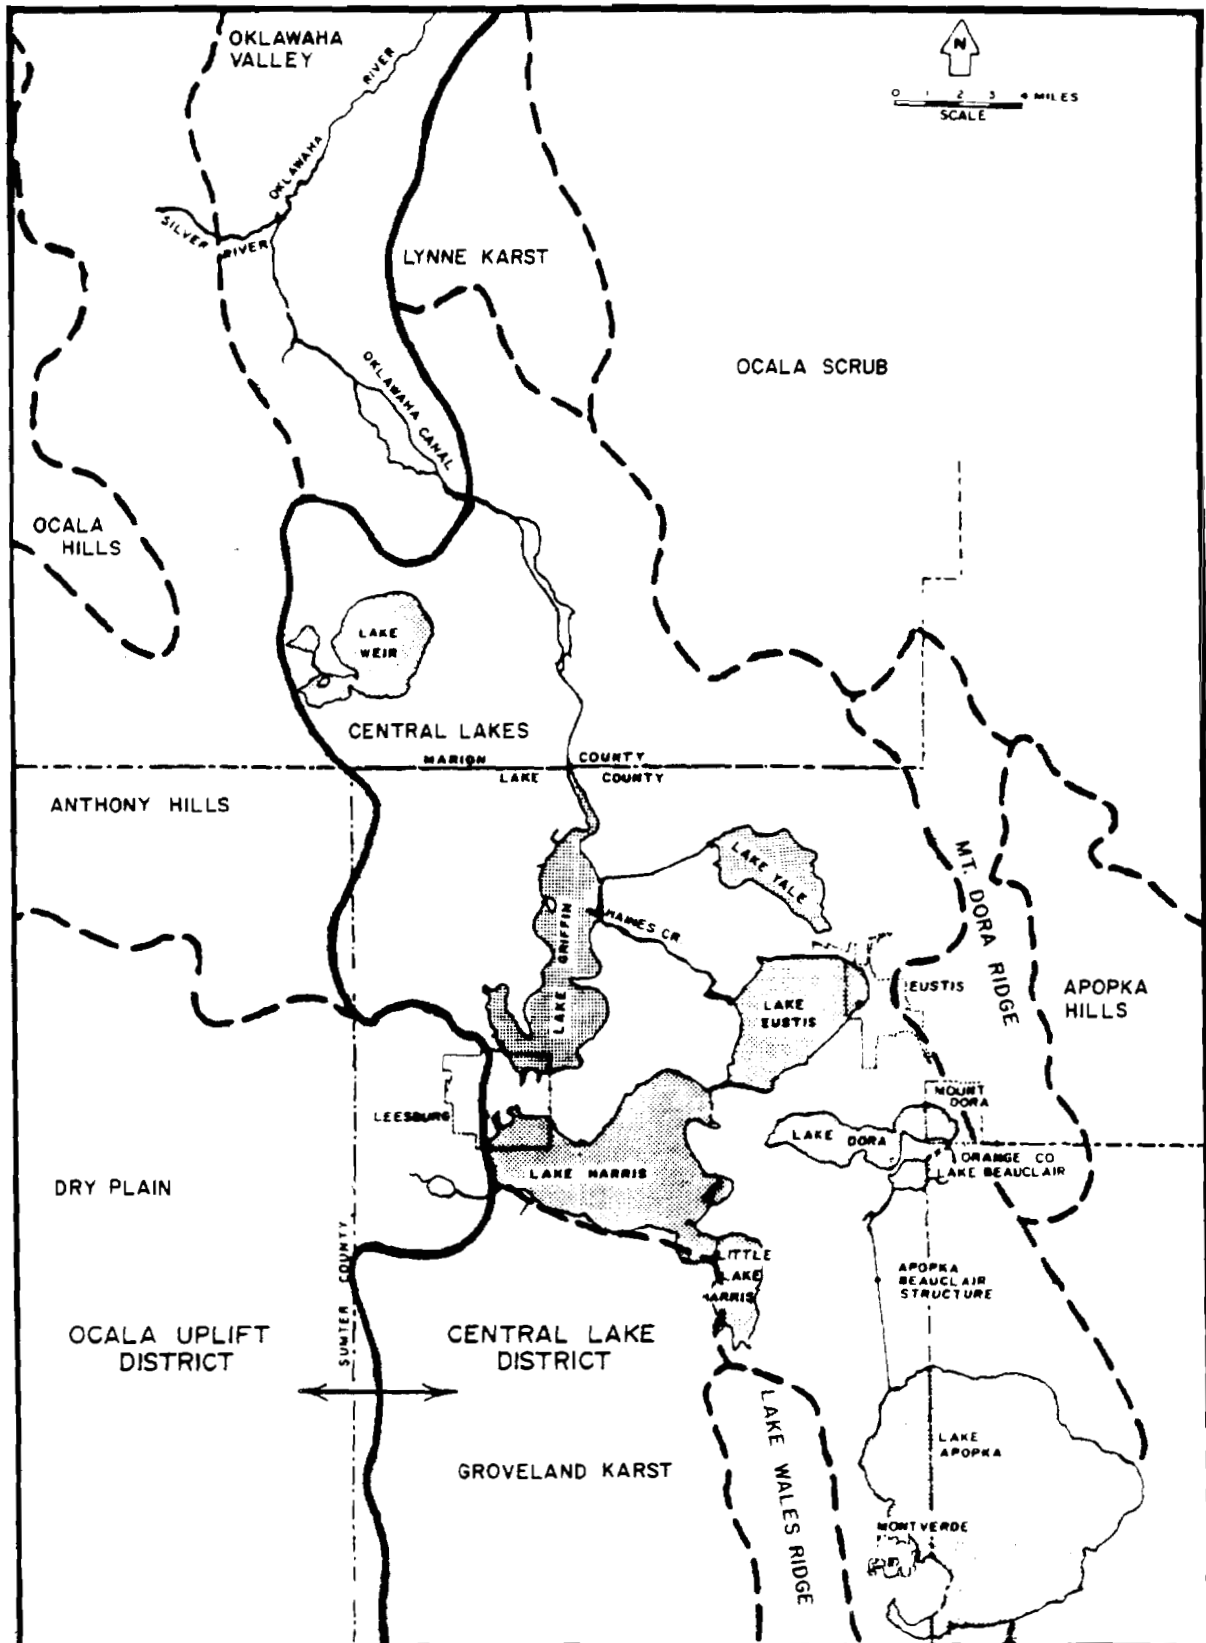 OKLAWAHA
VALLEY
N
0 1 2 3 4 MILES
SCALE
OKLAWAHA RIVER
SILVER RIVER
LYNNE KARST
OCALA SCRUB
OKLAWAHA CANAL
OCALA
HILLS
LAKE
WEIR
CENTRAL LAKES
MARION COUNTY
LAKE COUNTY
ANTHONY HILLS
LAKE YALE
MT. DORA RIDGE
LAKE GRIFFIN
HAINES CR.
LAKE
EUSTIS
EUSTIS
APOPKA
HILLS
MOUNT
DORA
LEESBURG
LAKE DORA
ORANGE CO
LAKE BEAUCLAIR
LAKE HARRIS
DRY PLAIN
SUMTER COUNTY
LITTLE
LAKE
HARRIS
APOPKA
BEAUCLAIR
STRUCTURE
OCALA UPLIFT
DISTRICT
CENTRAL LAKE
DISTRICT
LAKE WALES RIDGE
LAKE
APOPKA
GROVELAND KARST
MONTVERDE